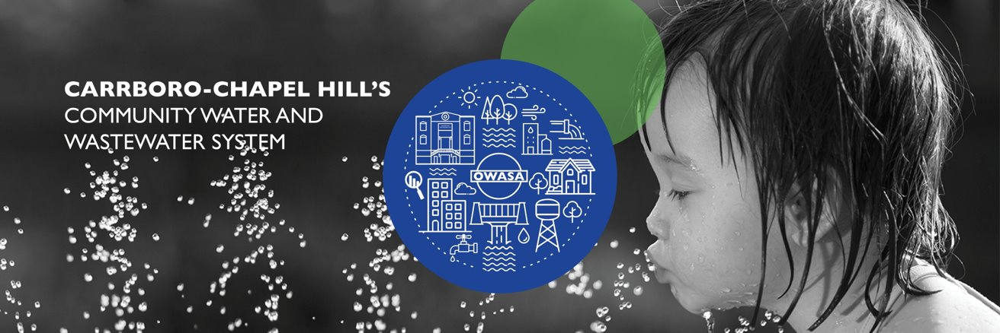 CARRBORO-CHAPEL HILL’S
COMMUNITY WATER AND
WASTEWATER SYSTEM
OWASA